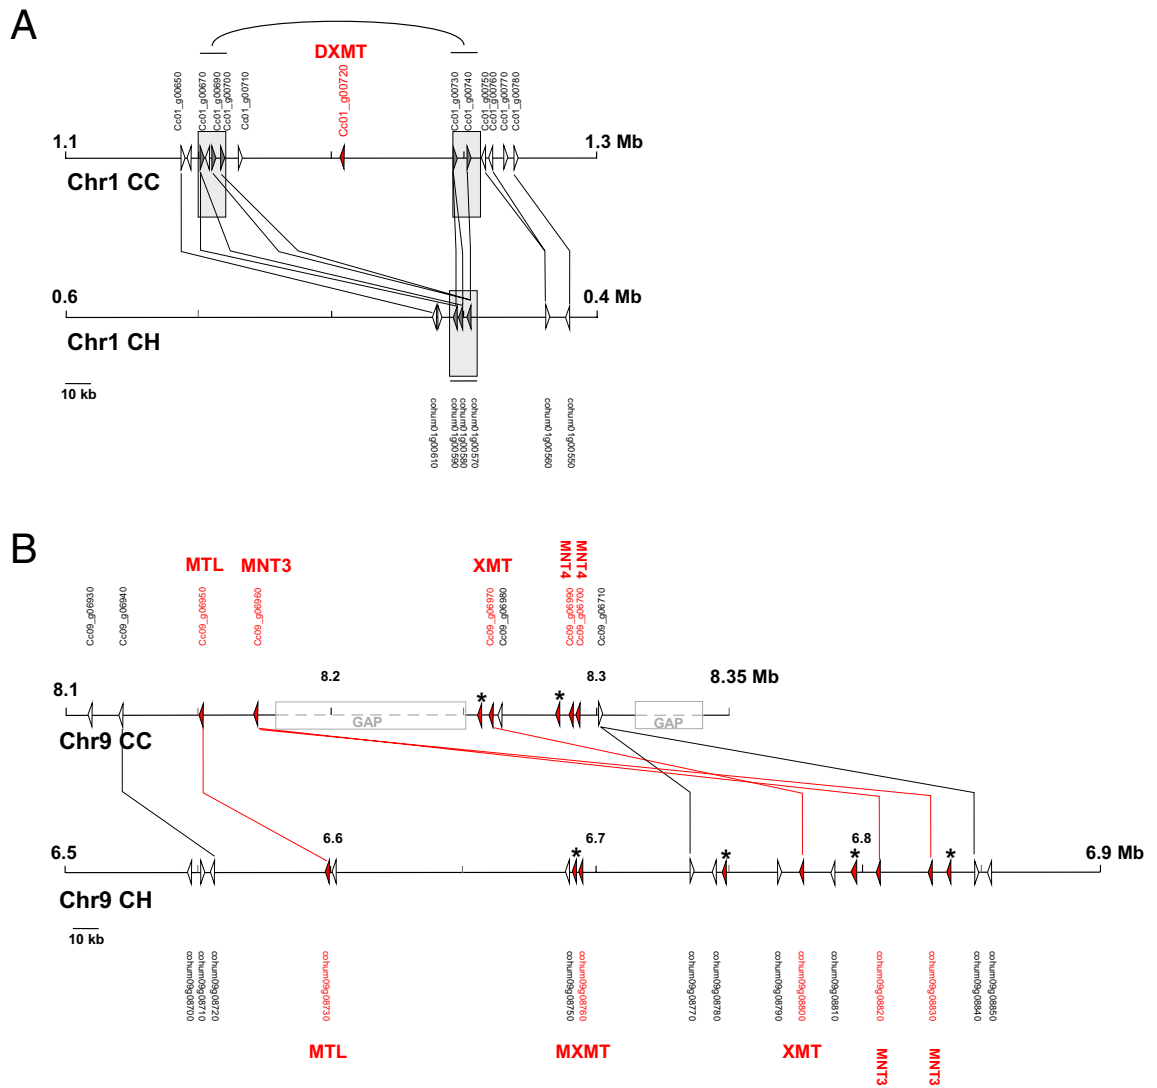 A
DXMT
Cc01_g00650
Cc01_g00670
Cc01_g00690
Cc01_g00700
Cc01_g00710
Cc01_g00720
Cc01_g00730
Cc01_g00740
Cc01_g00750
Cc01_g00760
Cc01_g00770
Cc01_g00780
1.1
1.3 Mb
Chr1 CC
0.6
0.4 Mb
Chr1 CH
10 kb
cohum01g00610
cohum01g00590
cohum01g00580
cohum01g00570
cohum01g00560
cohum01g00550
B
MTL
MNT3
XMT
MNT4
MNT4
Cc09_g06930
Cc09_g06940
Cc09_g06950
Cc09_g06960
Cc09_g06970
Cc09_g06980
Cc09_g06990
Cc09_g06700
Cc09_g06710
8.1
8.2
8.3
8.35 Mb
* *
GAP
GAP
Chr9 CC
6.5
6.6
6.7
6.8
6.9 Mb
* * * *
Chr9 CH
10 kb
cohum09g08700
cohum09g08710
cohum09g08720
cohum09g08730
cohum09g08750
cohum09g08760
cohum09g08770
cohum09g08780
cohum09g08790
cohum09g08800
cohum09g08810
cohum09g08820
cohum09g08830
cohum09g08840
cohum09g08850
MTL
MXMT
XMT
MNT3
MNT3